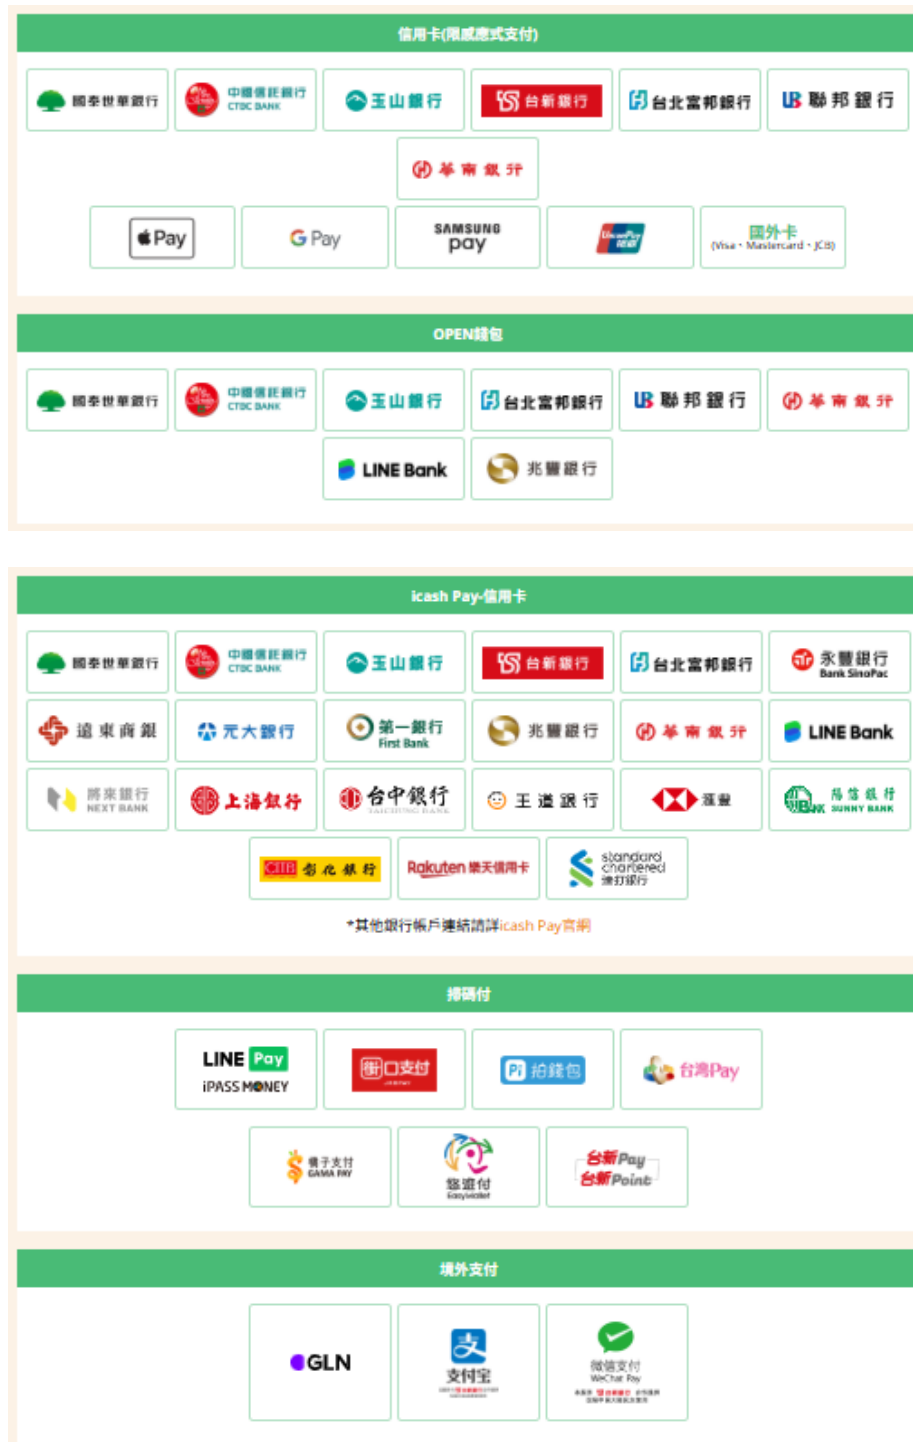 信用卡(限感應式支付)
國泰世華銀行
中國信託銀行
CTBC BANK
玉山銀行
台新銀行
台北富邦銀行
聯邦銀行
華南銀行
Pay
G Pay
SAMSUNG
pay
UnionPay
银联
國外卡
(Visa・Mastercard・JCB)
OPEN錢包
國泰世華銀行
中國信託銀行
CTBC BANK
玉山銀行
台北富邦銀行
聯邦銀行
華南銀行
LINE Bank
兆豐銀行
icash Pay-信用卡
國泰世華銀行
中國信託銀行
CTBC BANK
玉山銀行
台新銀行
台北富邦銀行
永豐銀行
Bank SinoPac
遠東商銀
元大銀行
第一銀行
First Bank
兆豐銀行
華南銀行
LINE Bank
將來銀行
NEXT BANK
上海銀行
台中銀行
TAICHUNG BANK
王道銀行
滙豐
陽信銀行
SUNNY BANK
CHB 彰化銀行
Rakuten 樂天信用卡
standard
chartered
渣打銀行
*其他銀行帳戶連結請詳icash Pay官網
掃碼付
LINE Pay
iPASS MONEY
街口支付
JKOPAY
Pi 拍錢包
台灣Pay
橘子支付
GAMA PAY
悠遊付
EasyWallet
台新Pay
台新Point
境外支付
GLN
支付宝
微信支付
WeChat Pay